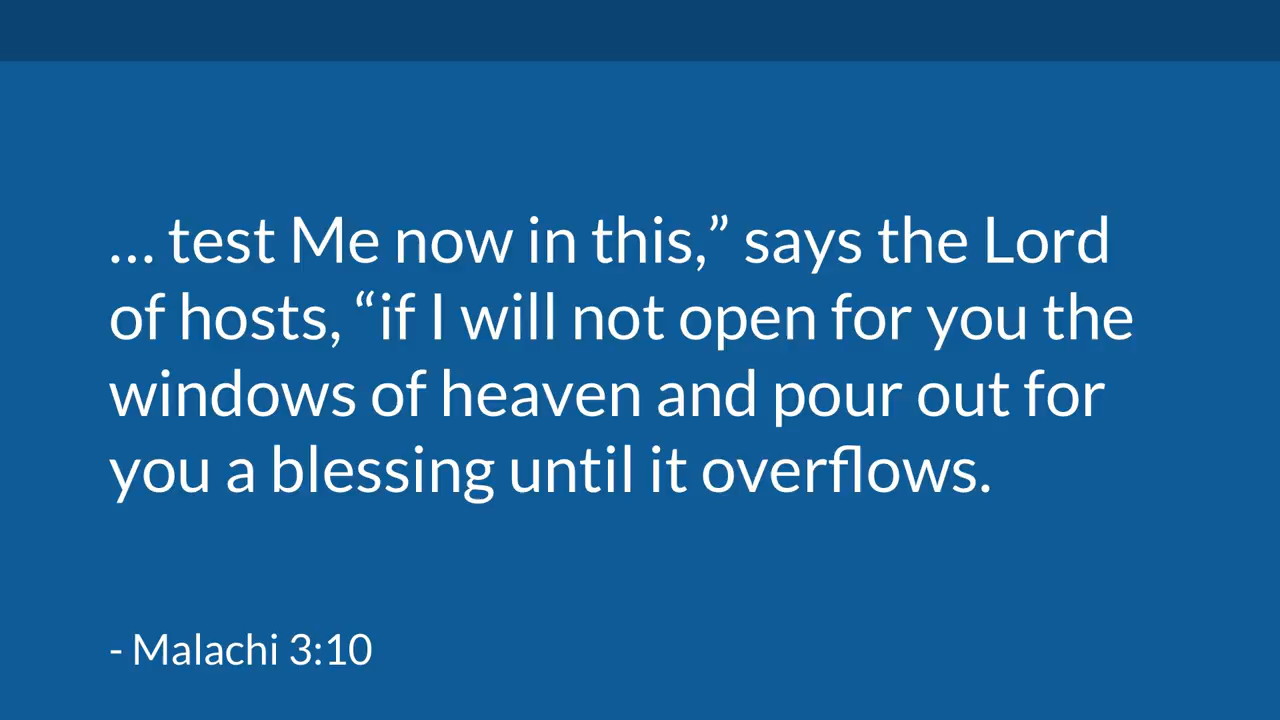 … test Me now in this,” says the Lord
of hosts, “if I will not open for you the
windows of heaven and pour out for
you a blessing until it overflows.
- Malachi 3:10